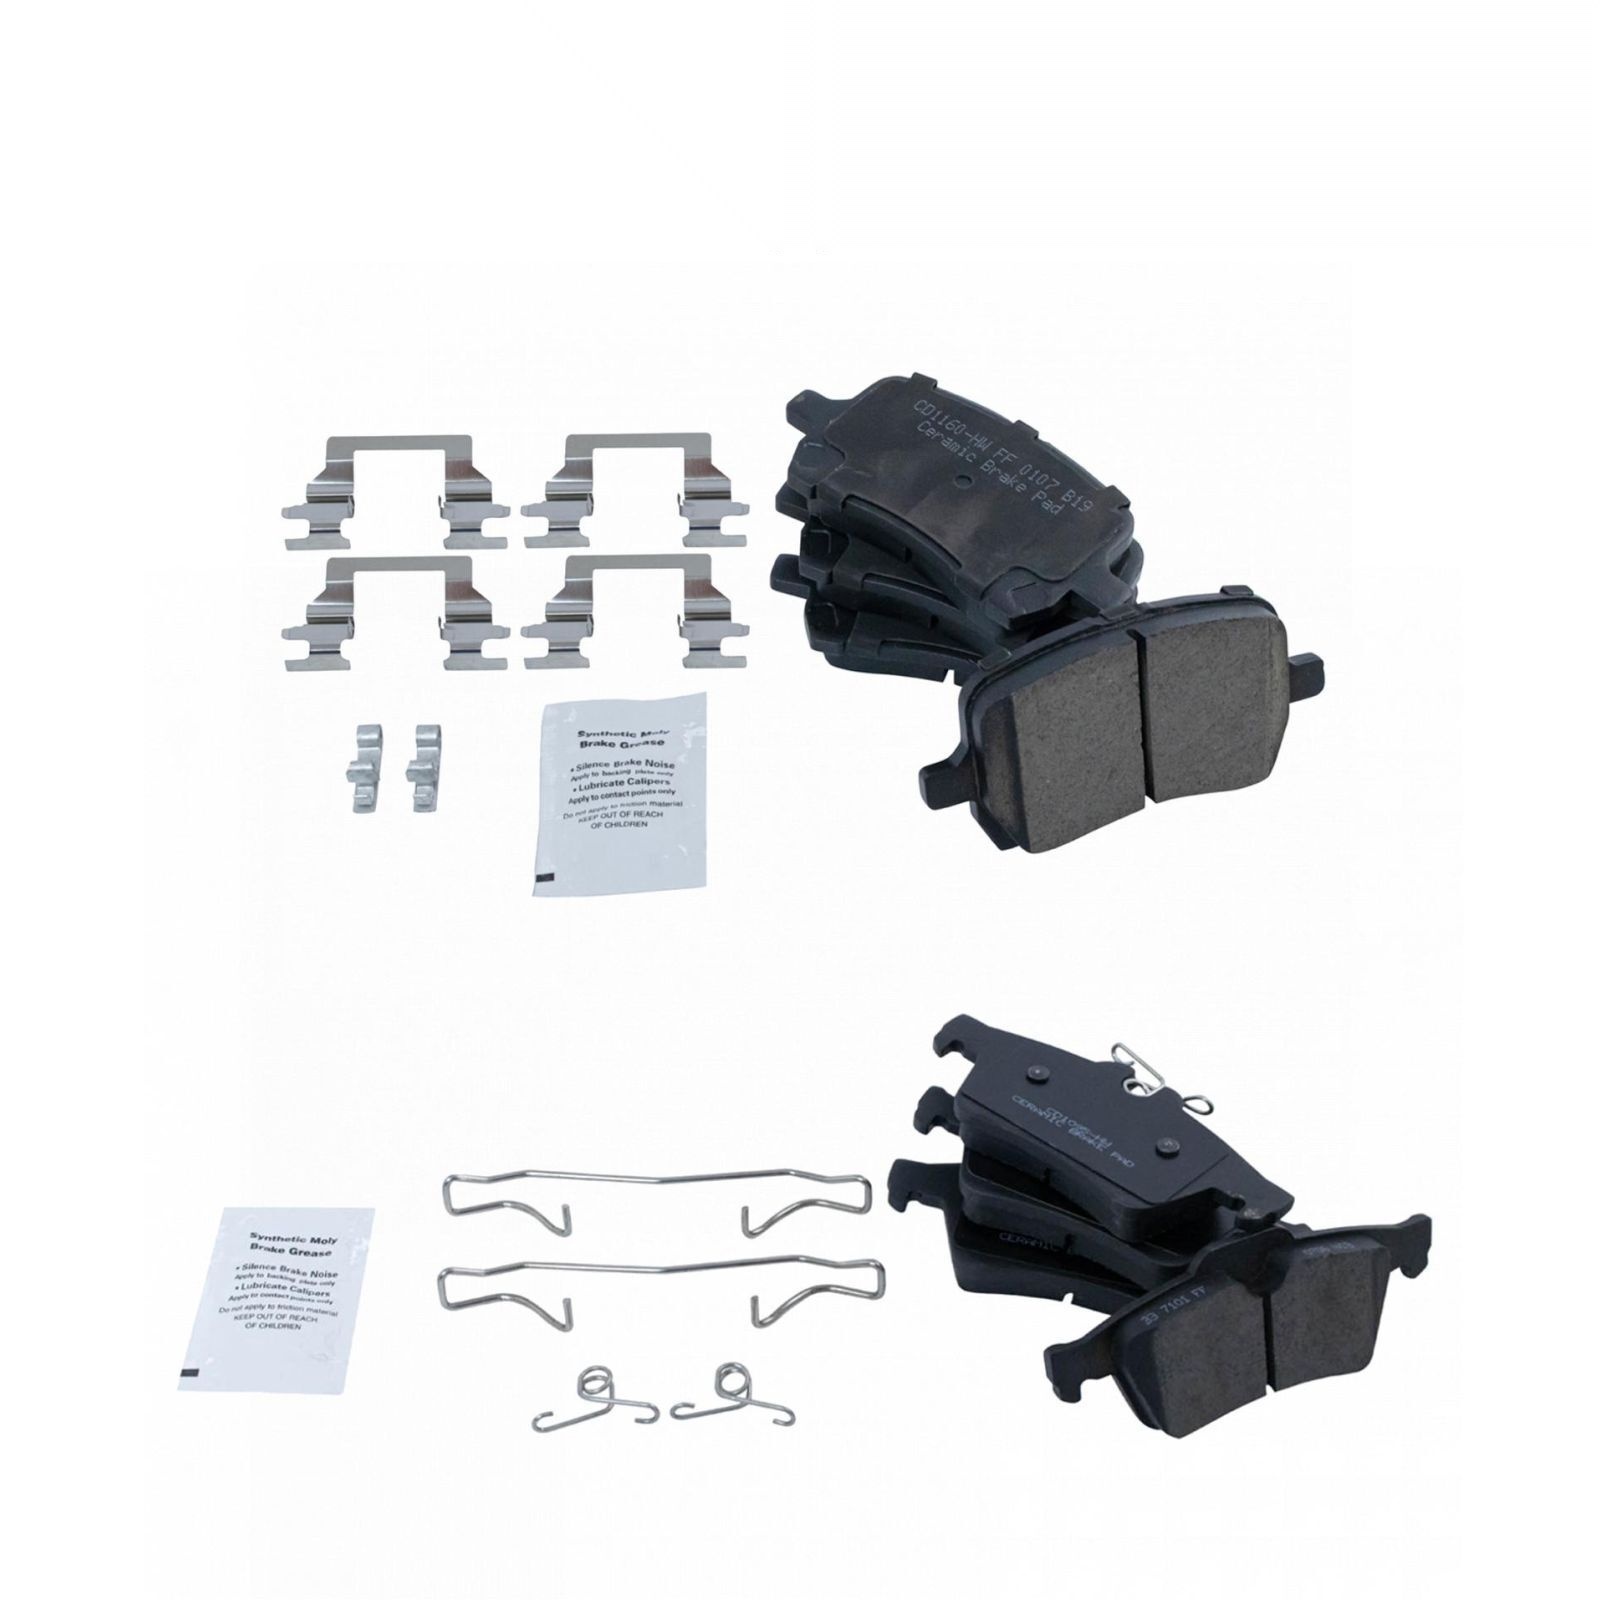 CD1160-HW FF 0107 B19
Ceramic Brake Pad
Synthetic Moly
Brake Grease
• Silence Brake Noise
Apply to backing plate only
• Lubricate Calipers
Apply to contact points only
Do not apply to friction material
KEEP OUT OF REACH
OF CHILDREN
CD1095-HW
CERAMIC BRAKE PAD
CERAMIC
33 7101 FF
Synthetic Moly
Brake Grease
• Silence Brake Noise
Apply to backing plate only
• Lubricate Calipers
Apply to contact points only
Do not apply to friction material
KEEP OUT OF REACH
OF CHILDREN